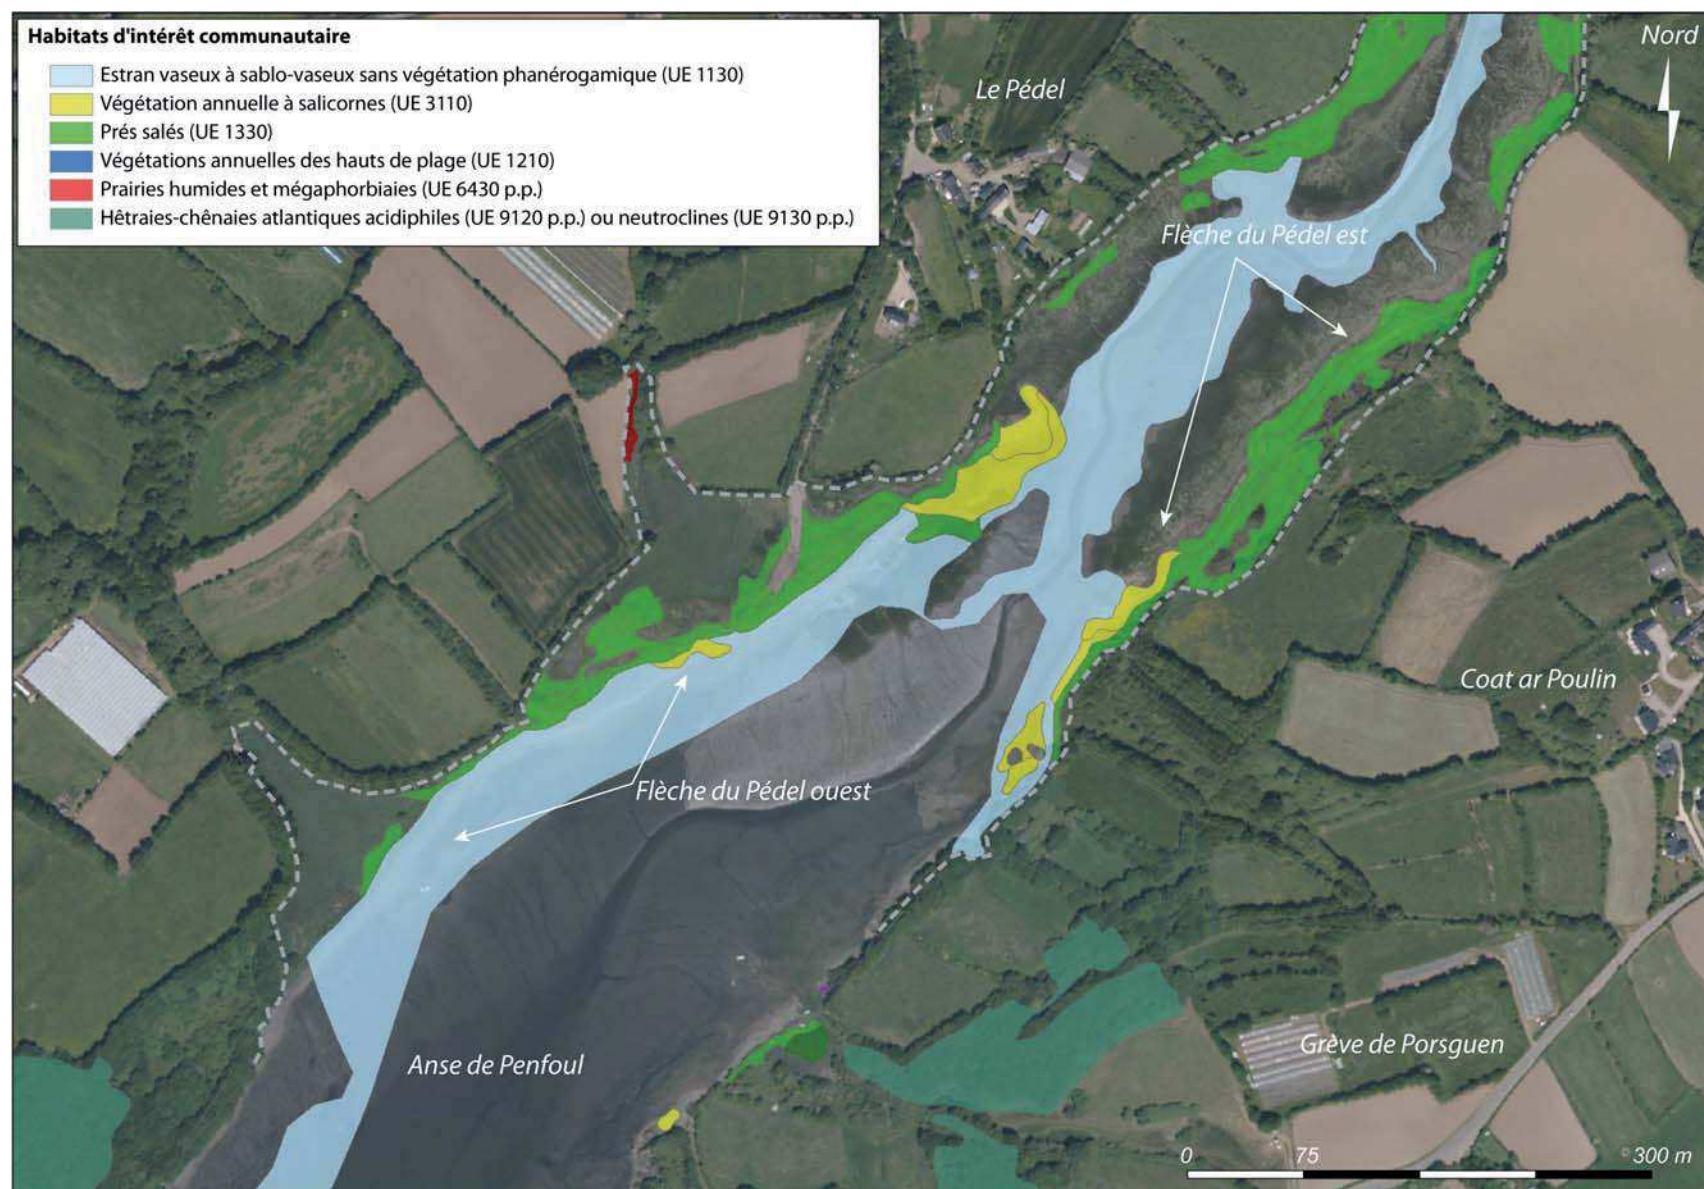 Habitats d'intérêt communautaire
Estran vaseux à sablo-vaseux sans végétation phanérogamique (UE 1130)
Végétation annuelle à salicornes (UE 3110)
Prés salés (UE 1330)
Végétations annuelles des hauts de plage (UE 1210)
Prairies humides et mégaphorbiaies (UE 6430 p.p.)
Hêtraies-chênaies atlantiques acidiphiles (UE 9120 p.p.) ou neutroclines (UE 9130 p.p.)
Nord
Le Pédel
Flèche du Pédel est
Coat ar Poulin
Flèche du Pédel ouest
Grève de Porsguen
Anse de Penfoul
0 75 300 m